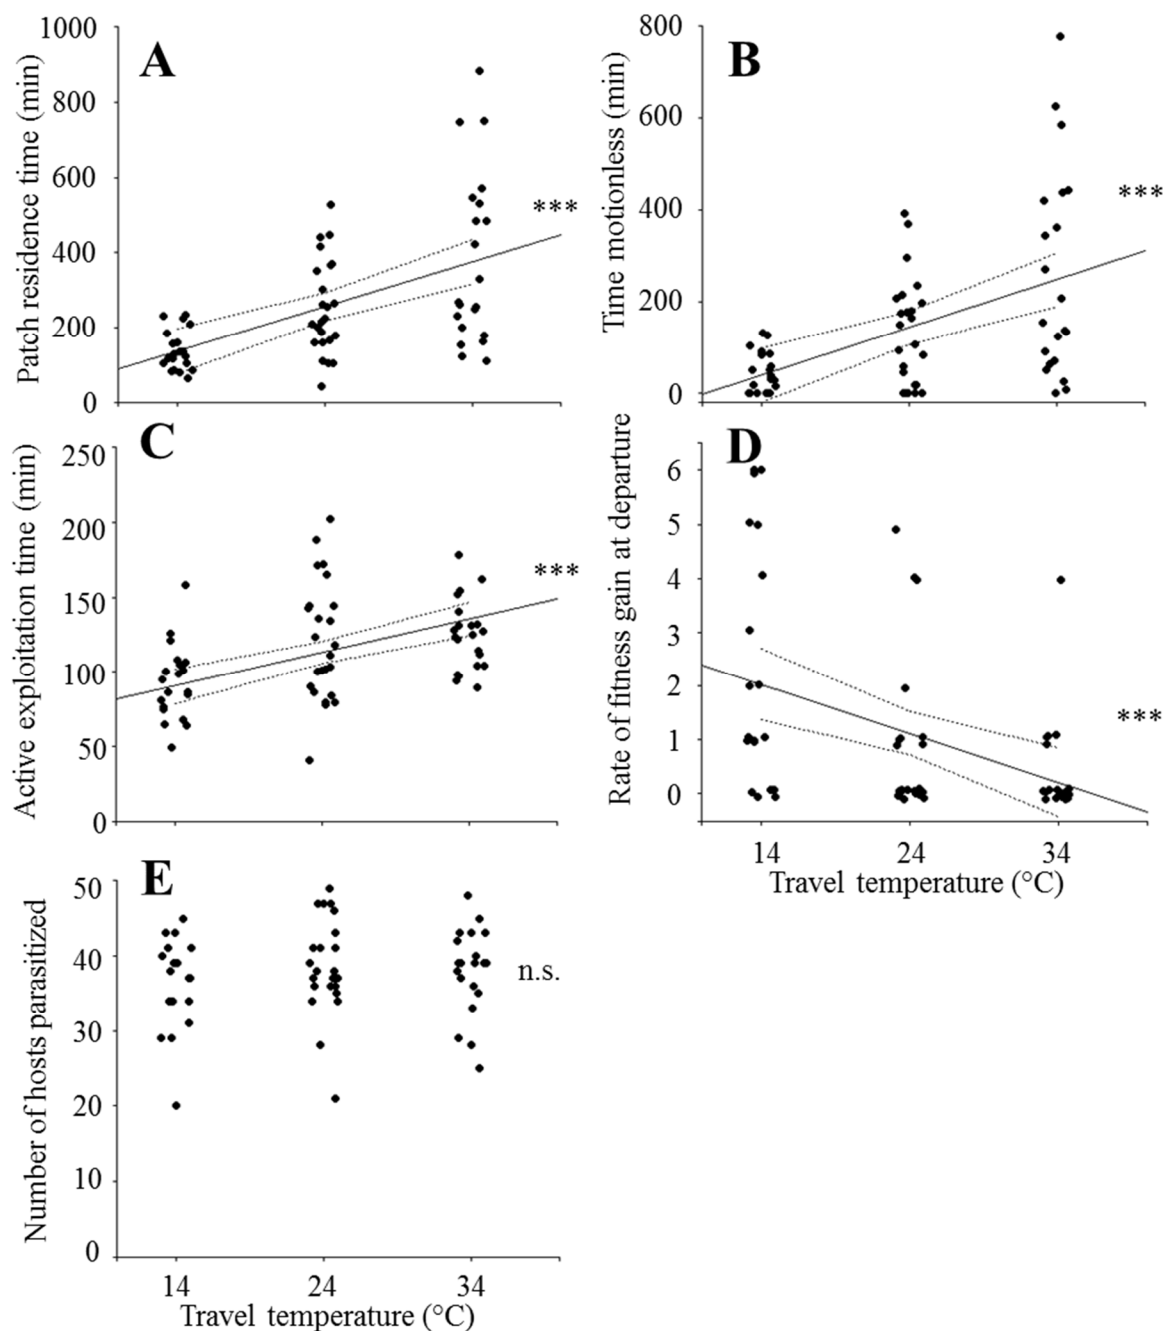 A
Patch residence time (min)
1000
800
600
400
200
0
***
B
Time motionless (min)
800
600
400
200
0
***
C
Active exploitation time (min)
250
200
150
100
50
0
***
D
Rate of fitness gain at departure
6
5
4
3
2
1
0
***
14 24 34
Travel temperature (°C)
E
Number of hosts parasitized
50
40
30
20
10
0
n.s.
14 24 34
Travel temperature (°C)